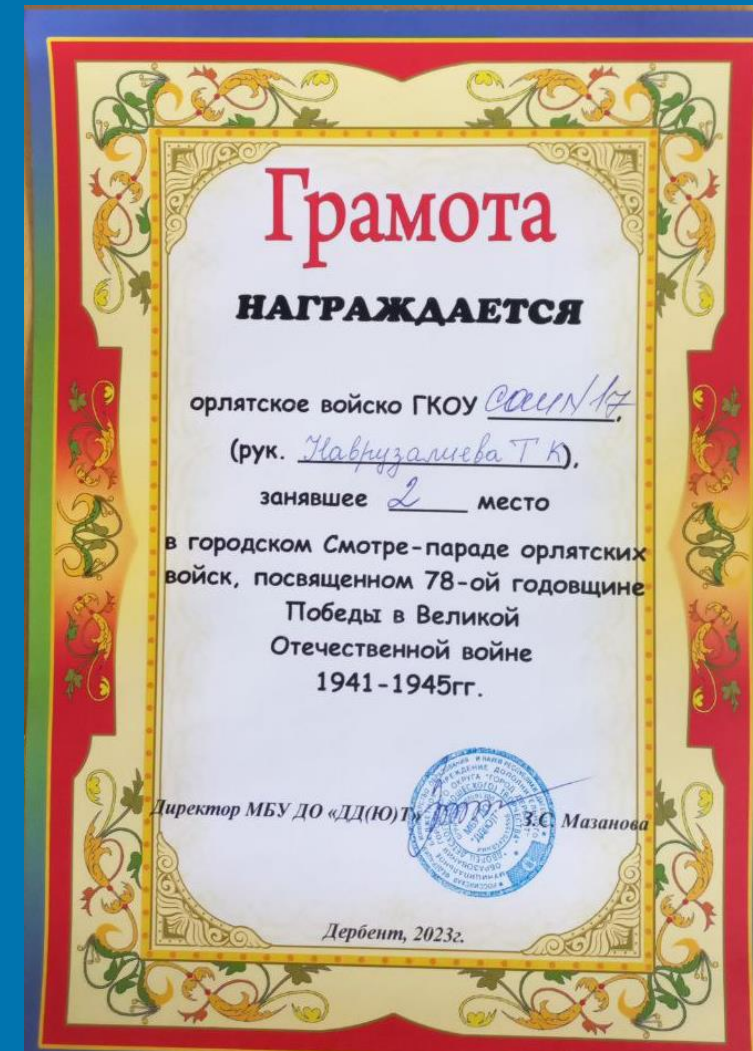 Грамота
НАГРАЖДАЕТСЯ
орлятское войско ГКОУ СОШ N 17,
(рук. Наврузалиева Т К),
занявшее 2 место
в городском Смотре-параде орлятских
войск, посвященном 78-ой годовщине
Победы в Великой
Отечественной войне
1941-1945гг.
Директор МБУ ДО «ДД(Ю)Т» З.С. Мазанова
Дербент, 2023г.